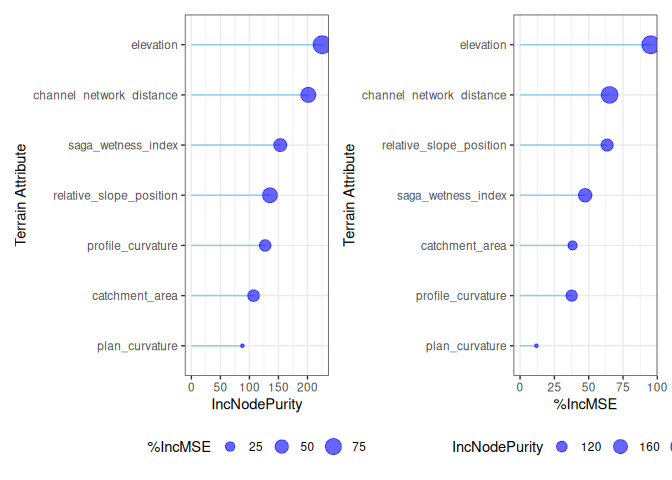 Terrain Attribute
elevation
channel_network_distance
saga_wetness_index
relative_slope_position
profile_curvature
catchment_area
plan_curvature
0 50 100 150 200
IncNodePurity
%IncMSE 25 50 75
Terrain Attribute
elevation
channel_network_distance
relative_slope_position
saga_wetness_index
catchment_area
profile_curvature
plan_curvature
0 25 50 75 100
%IncMSE
IncNodePurity 120 160